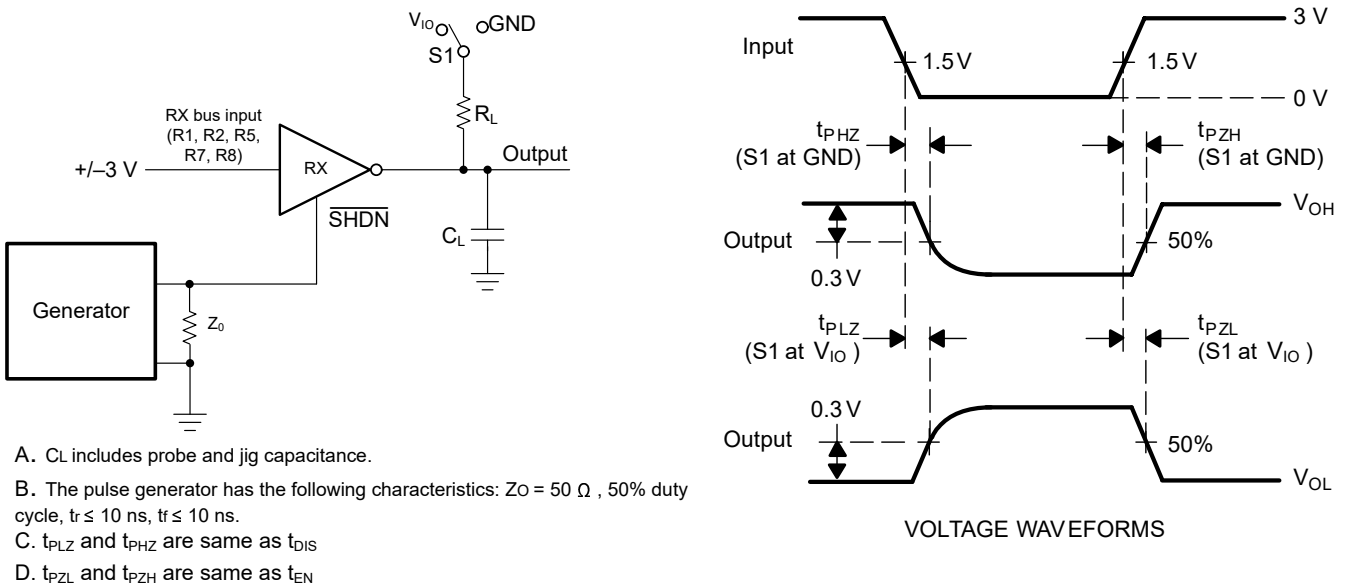 VIO
GND
S1
RL
RX bus input
(R1, R2, R5,
R7, R8)
+/–3 V
RX
Output
SHDN
CL
Generator
Z0
A. CL includes probe and jig capacitance.
B. The pulse generator has the following characteristics: ZO = 50 Ω , 50% duty
cycle, tr ≤ 10 ns, tf ≤ 10 ns.
C. tPLZ and tPHZ are same as tDIS
D. tPZL and tPZH are same as tEN
3 V
Input
1.5 V
1.5 V
0 V
tPHZ
(S1 at GND)
tPZH
(S1 at GND)
VOH
Output
50%
0.3 V
tPLZ
(S1 at VIO )
tPZL
(S1 at VIO )
0.3 V
Output
50%
VOL
VOLTAGE WAVEFORMS